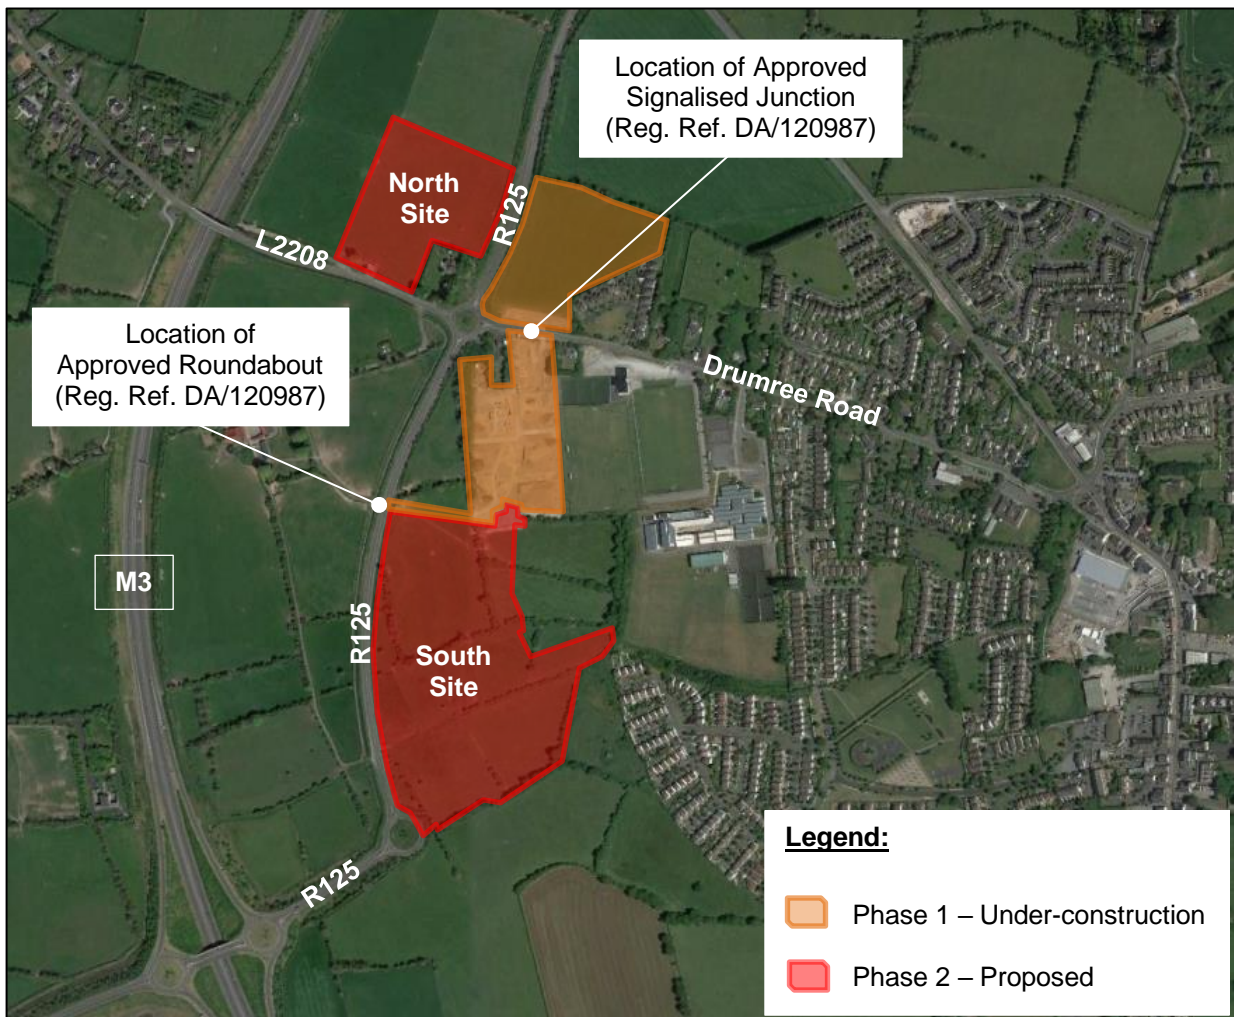 Location of Approved
Signalised Junction
(Reg. Ref. DA/120987)
North
Site
R125
L2208
Location of
Approved Roundabout
(Reg. Ref. DA/120987)
Drumree Road
M3
R125
South
Site
R125
Legend:
Phase 1 – Under-construction
Phase 2 – Proposed